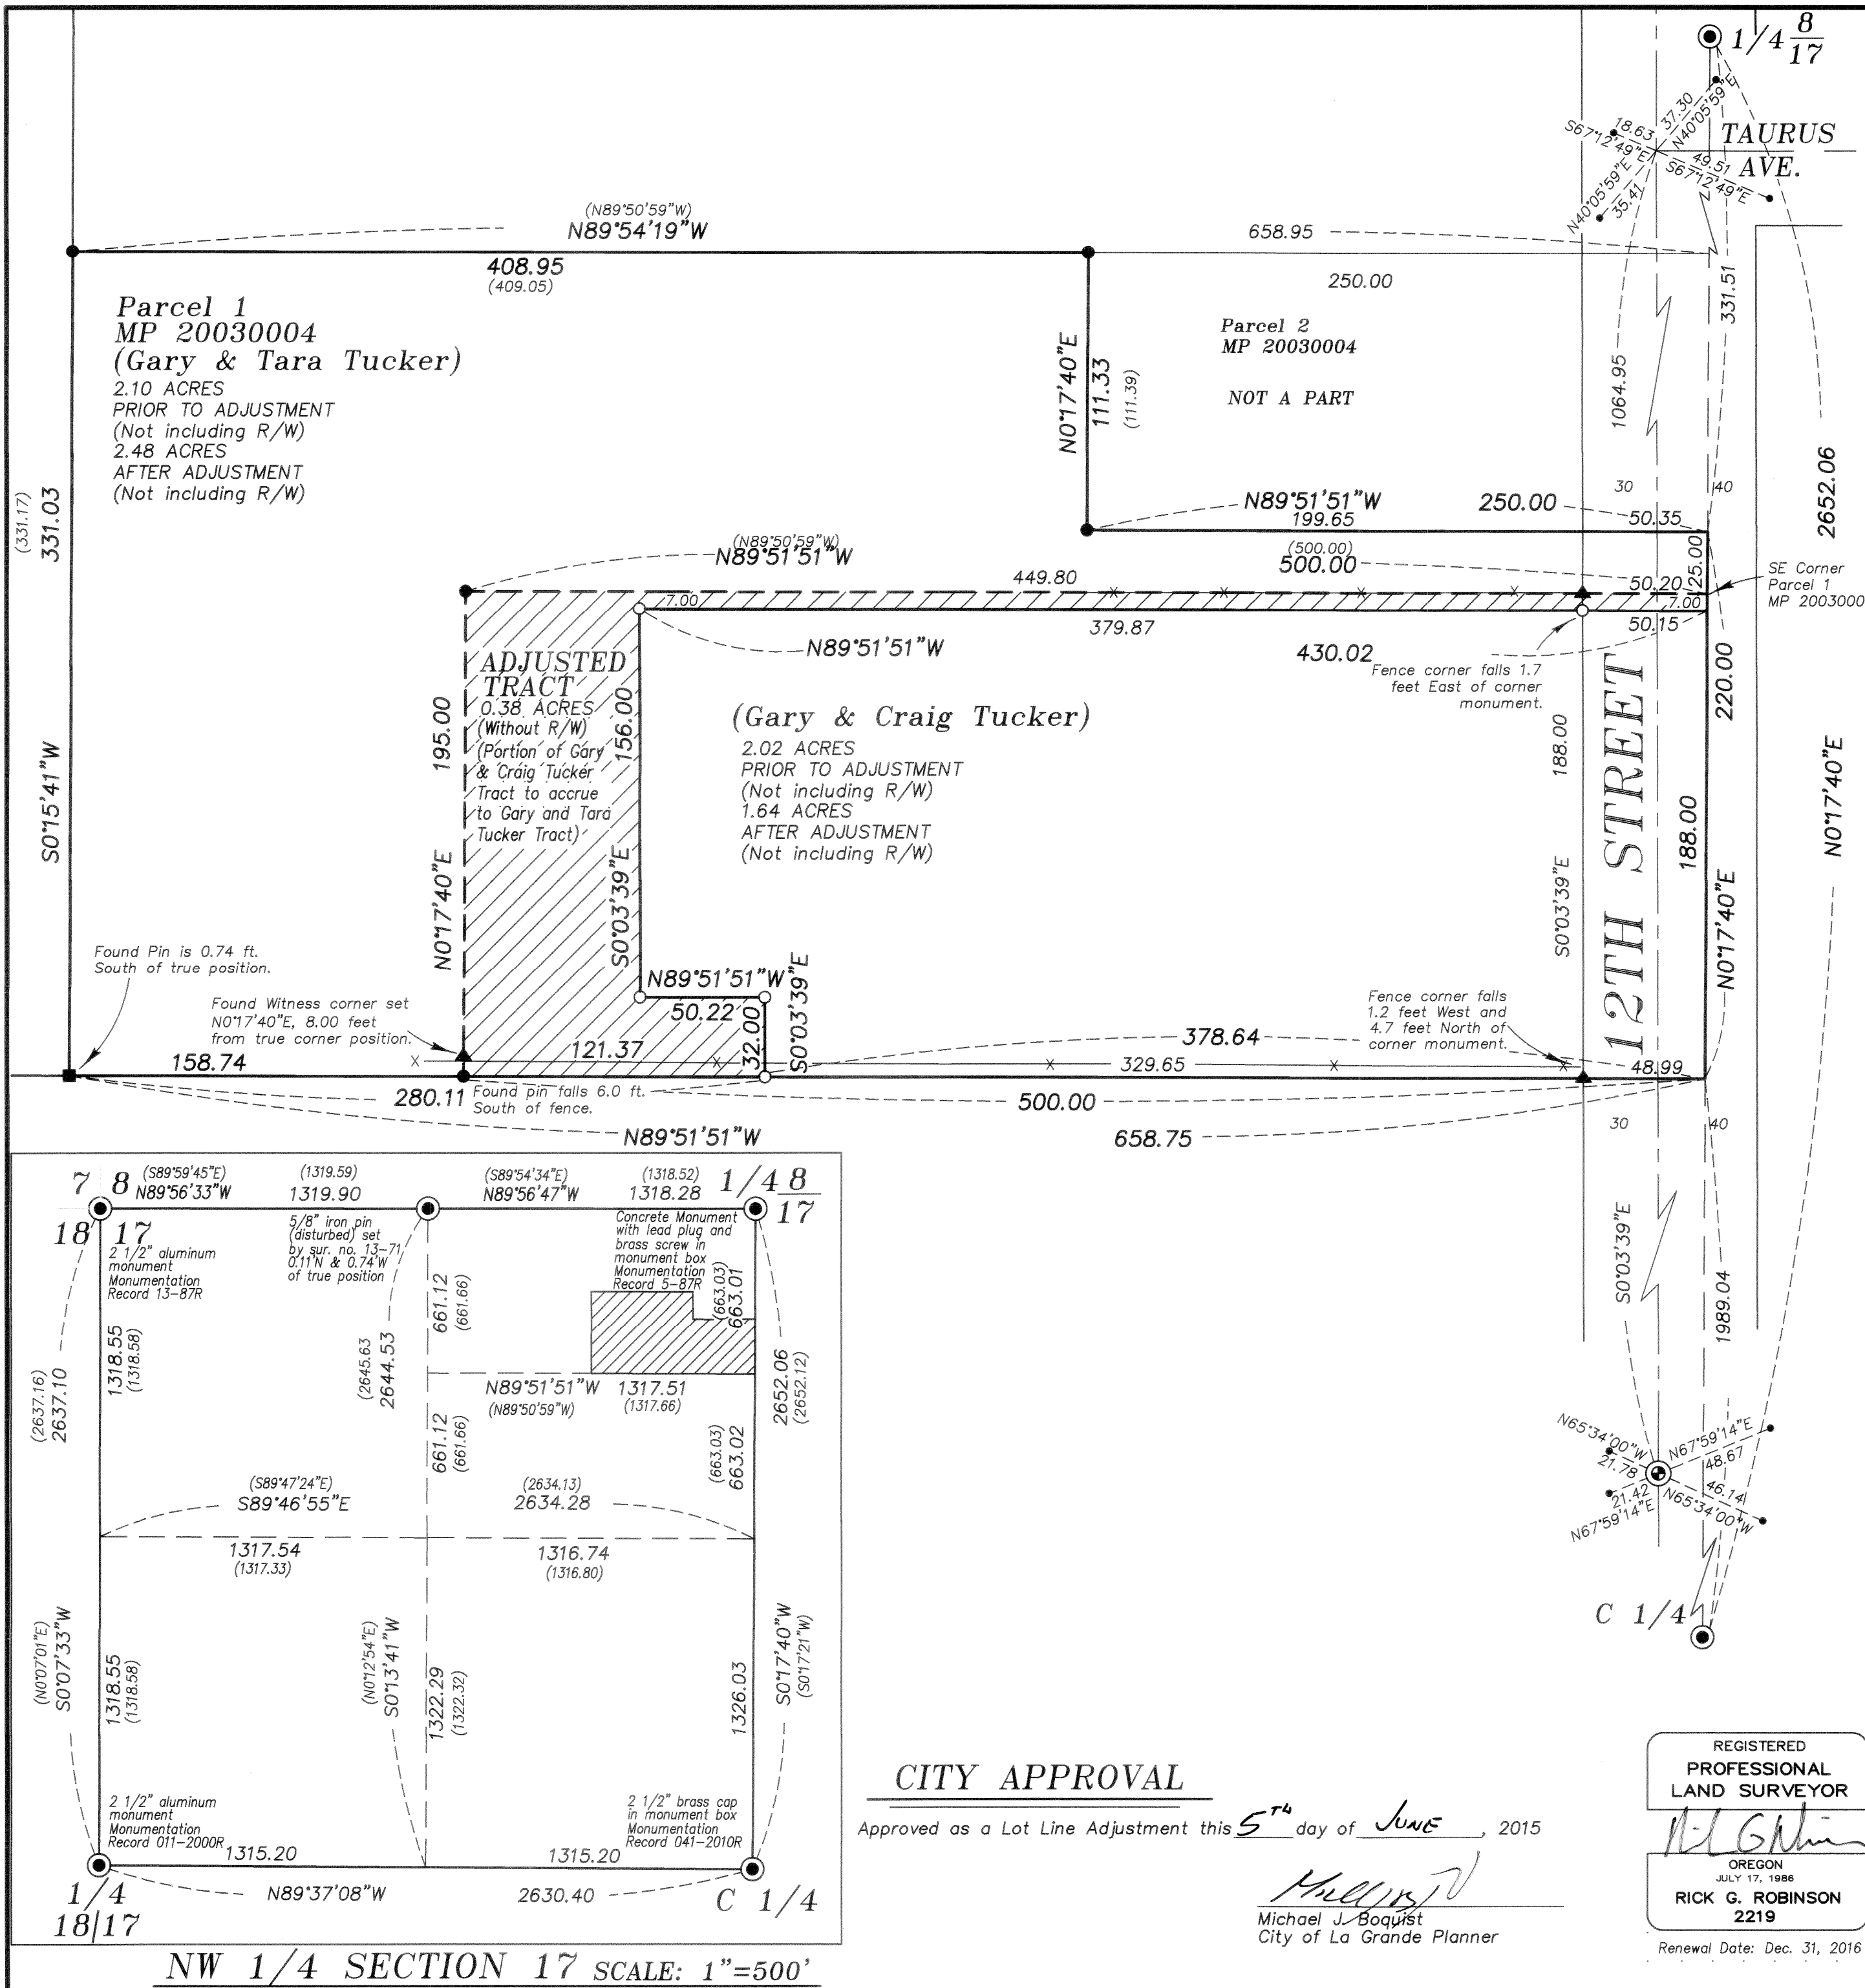 1/4 8
17
TAURUS
AVE.
37.30
N40°05'59"E
18.63
S67°12'49"E
49.51
S67°12'49"E
N40°05'59"E
35.41
(N89°50'59"W)
N89°54'19"W
408.95
(409.05)
658.95
250.00
331.51
1064.95
2652.06
Parcel 1
MP 20030004
(Gary & Tara Tucker)
2.10 ACRES
PRIOR TO ADJUSTMENT
(Not including R/W)
2.48 ACRES
AFTER ADJUSTMENT
(Not including R/W)
Parcel 2
MP 20030004
NOT A PART
N0°17'40"E
111.33
(111.39)
(331.17)
331.03
S0°15'41"W
30
40
N89°51'51"W
250.00
199.65
50.35
(N89°50'59"W)
N89°51'51"W
(500.00)
500.00
449.80
50.20
25.00
SE Corner
Parcel 1
MP 2003000
7.00
7.00
379.87
50.15
N89°51'51"W
430.02
Fence corner falls 1.7
feet East of corner
monument.
220.00
ADJUSTED
TRACT
0.38 ACRES
(Without R/W)
(Portion of Gary
& Craig Tucker
Tract to accrue
to Gary and Tara
Tucker Tract)
195.00
N0°17'40"E
156.00
S0°03'39"E
(Gary & Craig Tucker)
2.02 ACRES
PRIOR TO ADJUSTMENT
(Not including R/W)
1.64 ACRES
AFTER ADJUSTMENT
(Not including R/W)
188.00
S0°03'39"E
12TH STREET
188.00
N0°17'40"E
N0°17'40"E
Found Pin is 0.74 ft.
South of true position.
Found Witness corner set
N0°17'40"E, 8.00 feet
from true corner position.
N89°51'51"W
50.22
32.00
S0°03'39"E
Fence corner falls
1.2 feet West and
4.7 feet North of
corner monument.
158.74
121.37
378.64
329.65
48.99
280.11
Found pin falls 6.0 ft.
South of fence.
500.00
N89°51'51"W
658.75
30
40
S0°03'39"E
1989.04
N65°34'00"W
21.78
N67°59'14"E
48.67
21.42
N67°59'14"E
46.14
N65°34'00"W
C 1/4
7 8
18 17
(S89°59'45"E)
N89°56'33"W
(1319.59)
1319.90
(S89°54'34"E)
N89°56'47"W
(1318.52)
1318.28
1/4 8
17
2 1/2" aluminum
monument
Monumentation
Record 13-87R
5/8" iron pin
(disturbed) set
by sur. no. 13-71
0.11'N & 0.74'W
of true position
Concrete Monument
with lead plug and
brass screw in
monument box
Monumentation
Record 5-87R
661.12
(661.66)
(663.03)
663.01
(2637.16)
2637.10
1318.55
(1318.58)
(2645.63
2644.53
2652.06
(2652.12)
N89°51'51"W
(N89°50'59"W)
1317.51
(1317.66)
661.12
(661.66)
(663.03)
663.02
(S89°47'24"E)
S89°46'55"E
(2634.13)
2634.28
1317.54
(1317.33)
1316.74
(1316.80)
(N0°07'01"E)
S0°07'33"W
1318.55
(1318.58)
(N0°12'54"E)
S0°13'41"W
1322.29
(1322.32)
1326.03
S0°17'40"W
(S0°17'21"W)
2 1/2" aluminum
monument
Monumentation
Record 011-2000R
2 1/2" brass cap
in monument box
Monumentation
Record 041-2010R
1315.20
1315.20
1/4
18|17
N89°37'08"W
2630.40
C 1/4
NW 1/4 SECTION 17 SCALE: 1"=500'
CITY APPROVAL
Approved as a Lot Line Adjustment this 5TH day of JUNE, 2015
Michael J. Boquist
City of La Grande Planner
REGISTERED
PROFESSIONAL
LAND SURVEYOR
OREGON
JULY 17, 1986
RICK G. ROBINSON
2219
Renewal Date: Dec. 31, 2016